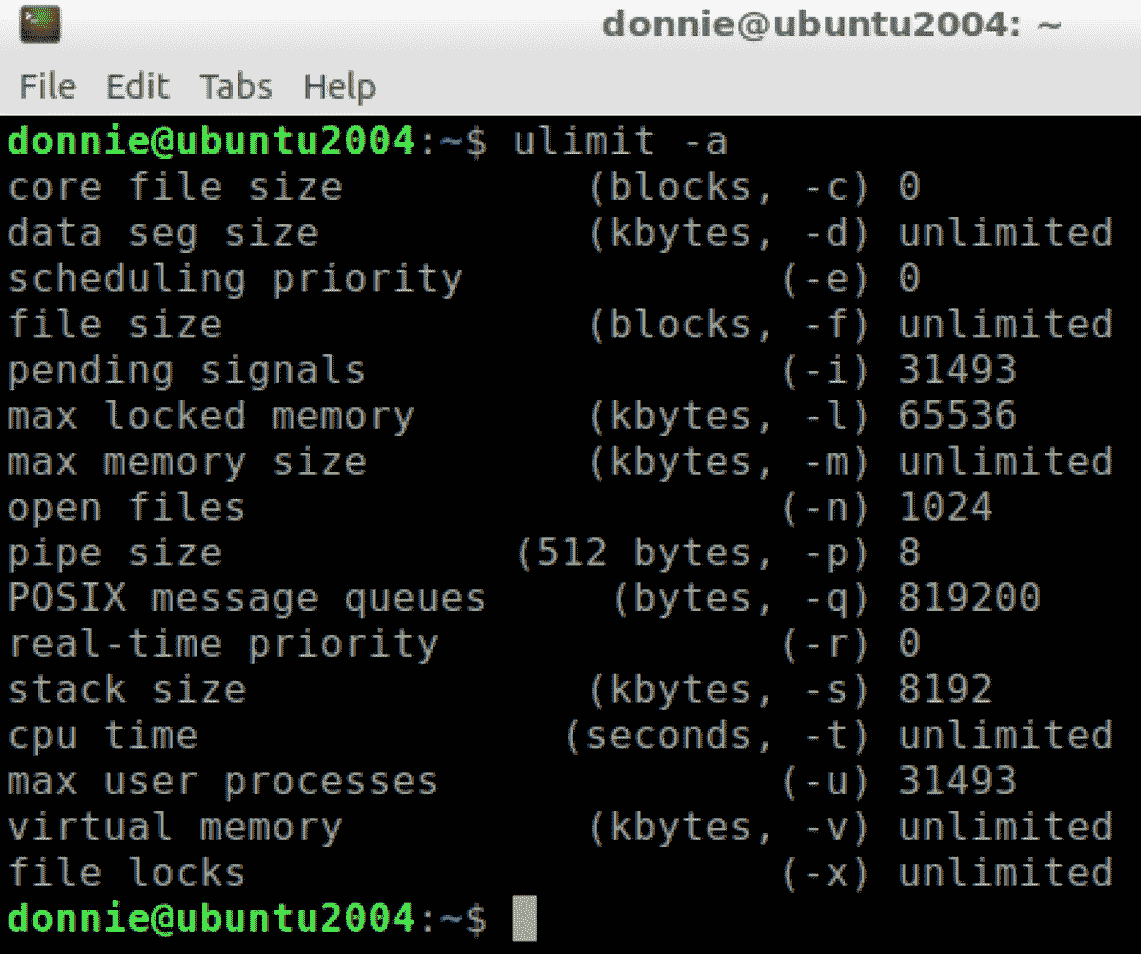 donnie@ubuntu2004: ~
File Edit Tabs Help
donnie@ubuntu2004:~$ ulimit -a
core file size          (blocks, -c) 0
data seg size           (kbytes, -d) unlimited
scheduling priority             (-e) 0
file size               (blocks, -f) unlimited
pending signals                 (-i) 31493
max locked memory       (kbytes, -l) 65536
max memory size         (kbytes, -m) unlimited
open files                      (-n) 1024
pipe size            (512 bytes, -p) 8
POSIX message queues     (bytes, -q) 819200
real-time priority              (-r) 0
stack size              (kbytes, -s) 8192
cpu time               (seconds, -t) unlimited
max user processes              (-u) 31493
virtual memory          (kbytes, -v) unlimited
file locks                      (-x) unlimited
donnie@ubuntu2004:~$